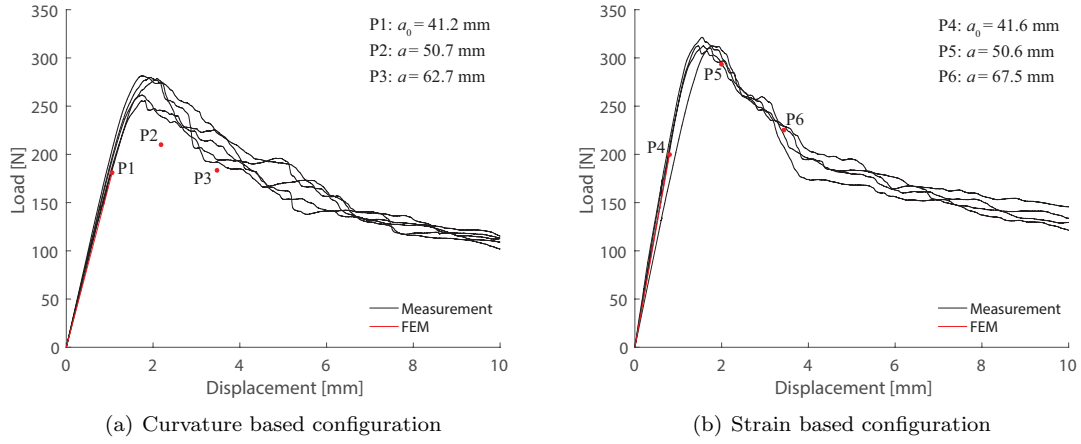 350
300
250
200
150
100
50
0
Load [N]
P1: a₀ = 41.2 mm
P2: a = 50.7 mm
P3: a = 62.7 mm
P1
P2
P3
Measurement
FEM
0 2 4 6 8 10
Displacement [mm]
(a) Curvature based configuration
350
300
250
200
150
100
50
0
Load [N]
P4: a₀ = 41.6 mm
P5: a = 50.6 mm
P6: a = 67.5 mm
P4
P5
P6
Measurement
FEM
0 2 4 6 8 10
Displacement [mm]
(b) Strain based configuration